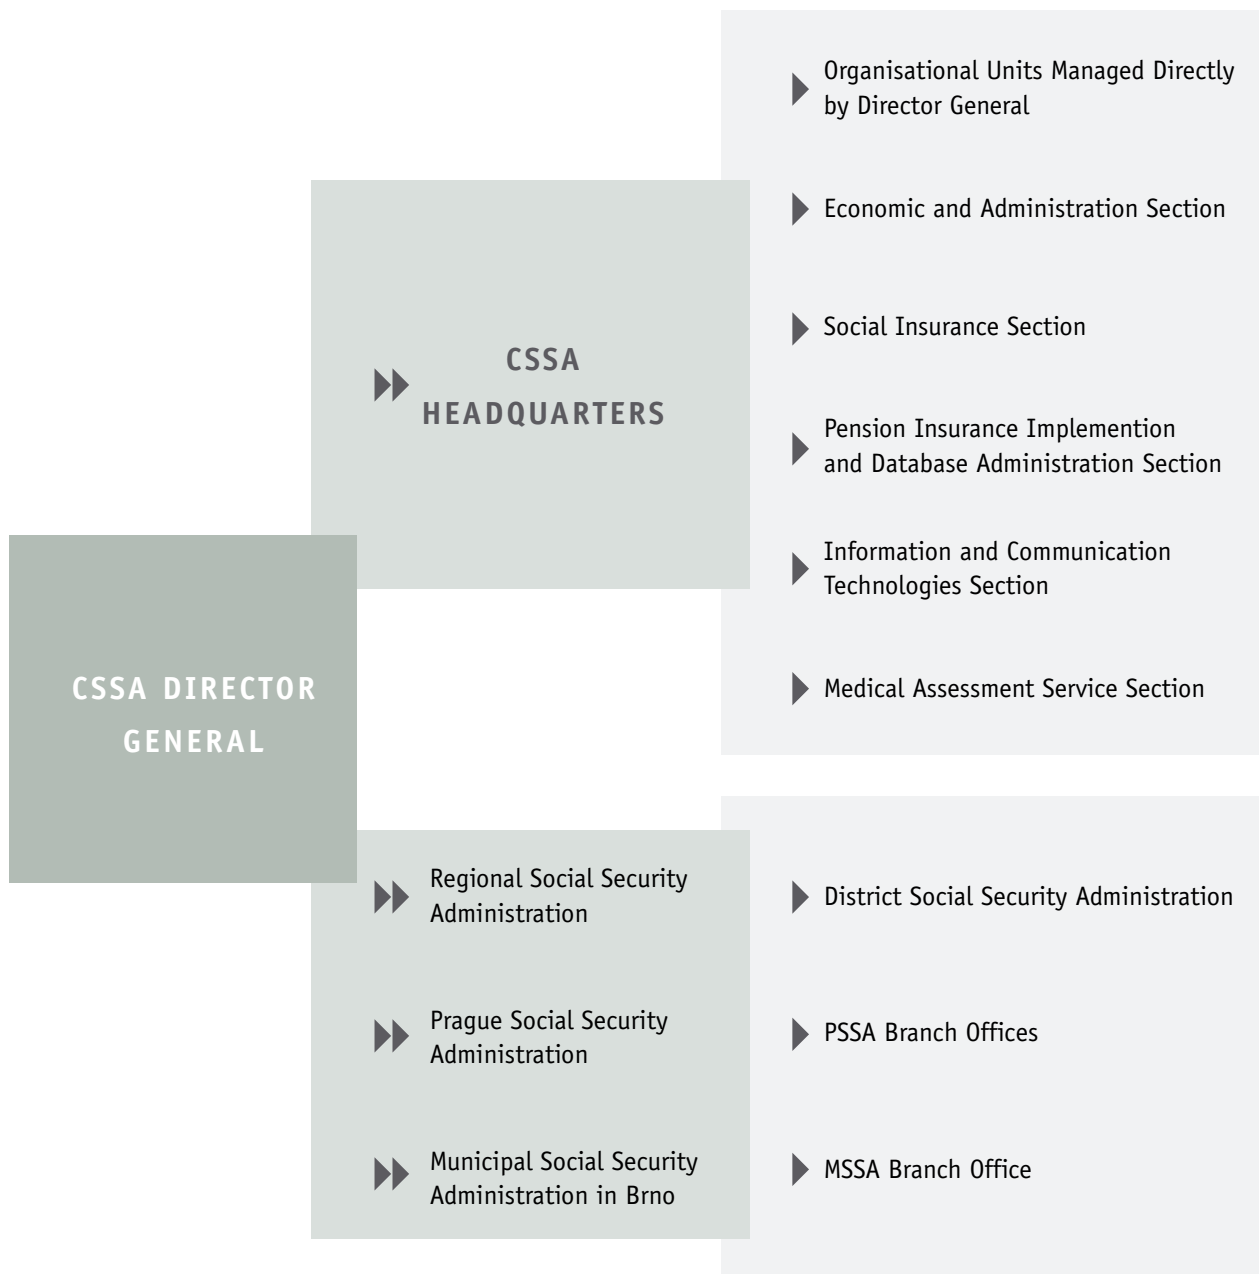 CSSA DIRECTOR
GENERAL
CSSA
HEADQUARTERS
Organisational Units Managed Directly
by Director General
Economic and Administration Section
Social Insurance Section
Pension Insurance Implemention
and Database Administration Section
Information and Communication
Technologies Section
Medical Assessment Service Section
Regional Social Security
Administration
District Social Security Administration
Prague Social Security
Administration
PSSA Branch Offices
Municipal Social Security
Administration in Brno
MSSA Branch Office